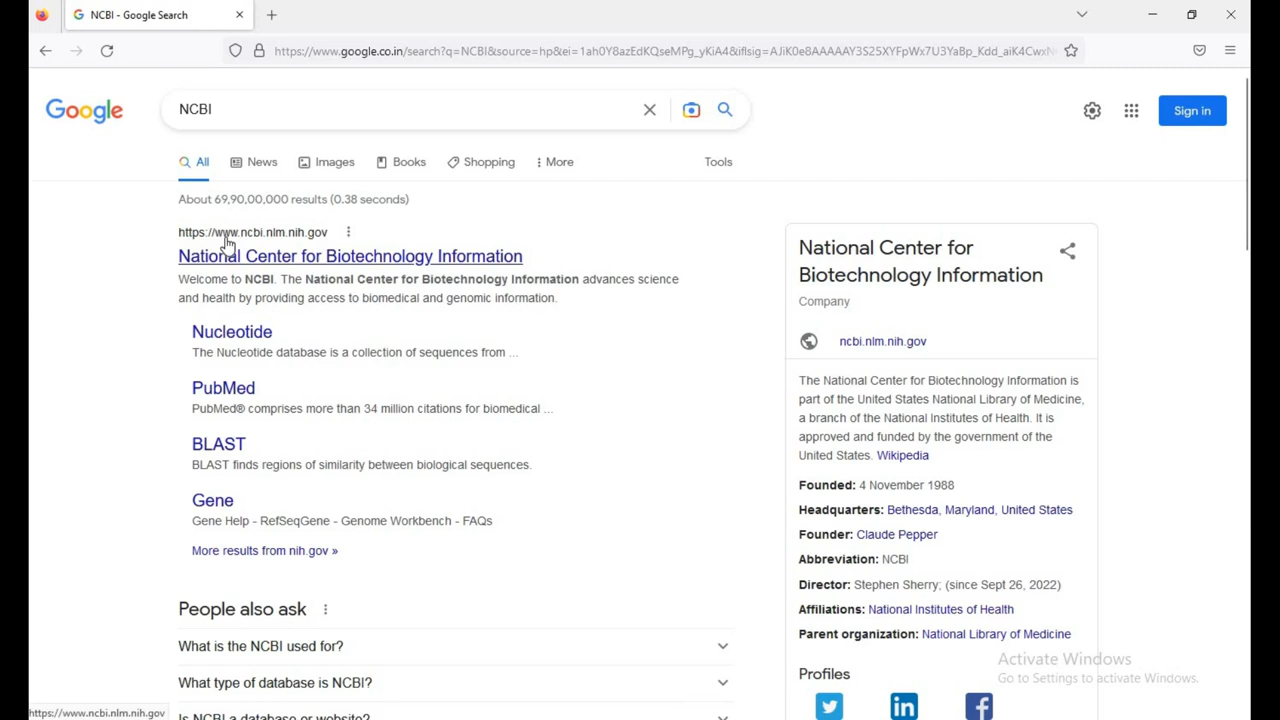 NCBI - Google Search
https://www.google.co.in/search?q=NCBI&source=hp&ei=1ah0Y8azEdKQseMPg_yKiA4&iflsig=AJiK0e8AAAAAY3S25XYFpWx7U3YaBp_Kdd_aiK4Cwx
Google
NCBI
Sign in
All
News
Images
Books
Shopping
More
Tools
About 69,90,00,000 results (0.38 seconds)
https://www.ncbi.nlm.nih.gov
National Center for Biotechnology Information
Welcome to NCBI. The National Center for Biotechnology Information advances science
and health by providing access to biomedical and genomic information.
Nucleotide
The Nucleotide database is a collection of sequences from ...
PubMed
PubMed® comprises more than 34 million citations for biomedical ...
BLAST
BLAST finds regions of similarity between biological sequences.
Gene
Gene Help - RefSeqGene - Genome Workbench - FAQs
More results from nih.gov »
People also ask
What is the NCBI used for?
What type of database is NCBI?
Is NCBI a database or website?
National Center for
Biotechnology Information
Company
ncbi.nlm.nih.gov
The National Center for Biotechnology Information is
part of the United States National Library of Medicine,
a branch of the National Institutes of Health. It is
approved and funded by the government of the
United States. Wikipedia
Founded: 4 November 1988
Headquarters: Bethesda, Maryland, United States
Founder: Claude Pepper
Abbreviation: NCBI
Director: Stephen Sherry; (since Sept 26, 2022)
Affiliations: National Institutes of Health
Parent organization: National Library of Medicine
Profiles
Activate Windows
Go to Settings to activate Windows.
https://www.ncbi.nlm.nih.gov